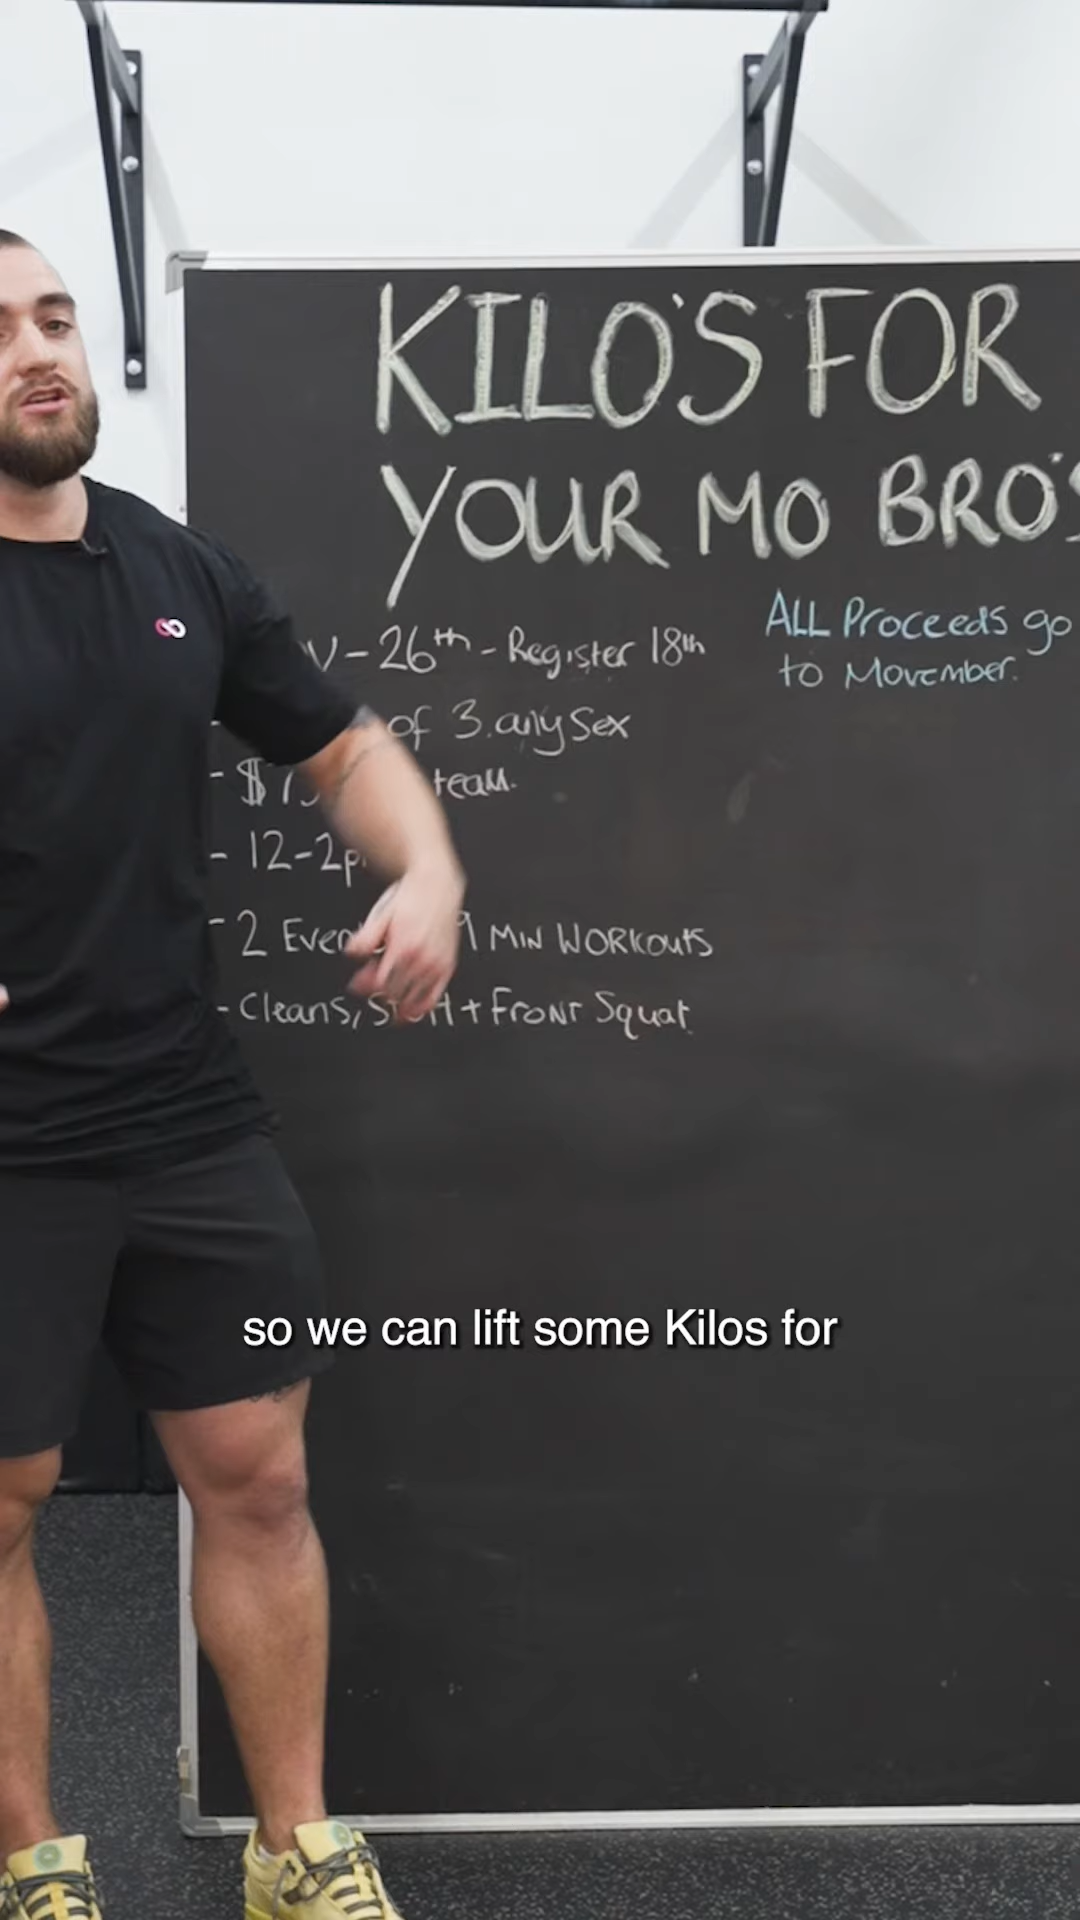 KILO'S FOR
YOUR MO BRO'S
ALL Proceeds go
to Movember.
- 26th - Register 18th
of 3. any Sex
- team.
- 12-2p
- 2 MIN WORKOUTS
- Cleans, + Front Squat
so we can lift some Kilos for